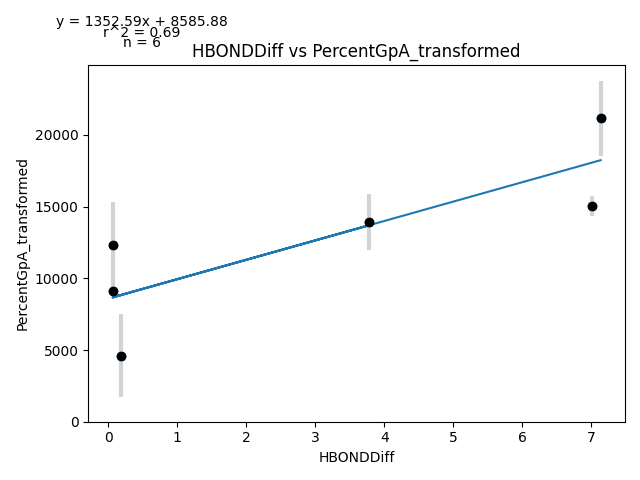 y = 1352.59x + 8585.88
r^2 = 0.69
n = 6
HBONDDiff vs PercentGpA_transformed
PercentGpA_transformed
20000
15000
10000
5000
0
0 1 2 3 4 5 6 7
HBONDDiff